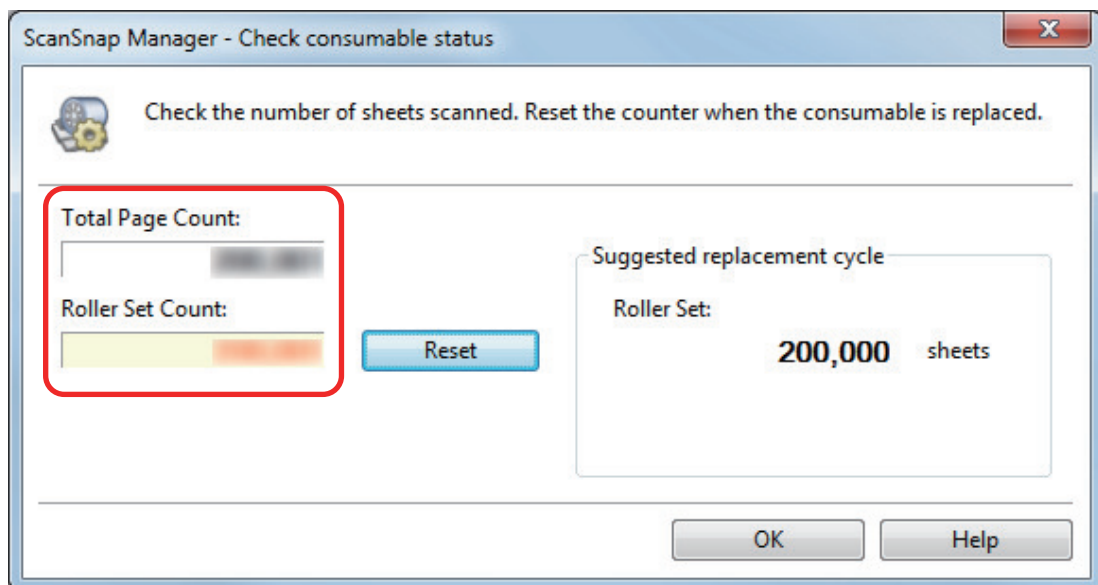 ScanSnap Manager - Check consumable status
Check the number of sheets scanned. Reset the counter when the consumable is replaced.
Total Page Count:
Roller Set Count:
Reset
Suggested replacement cycle
Roller Set:
200,000 sheets
OK
Help